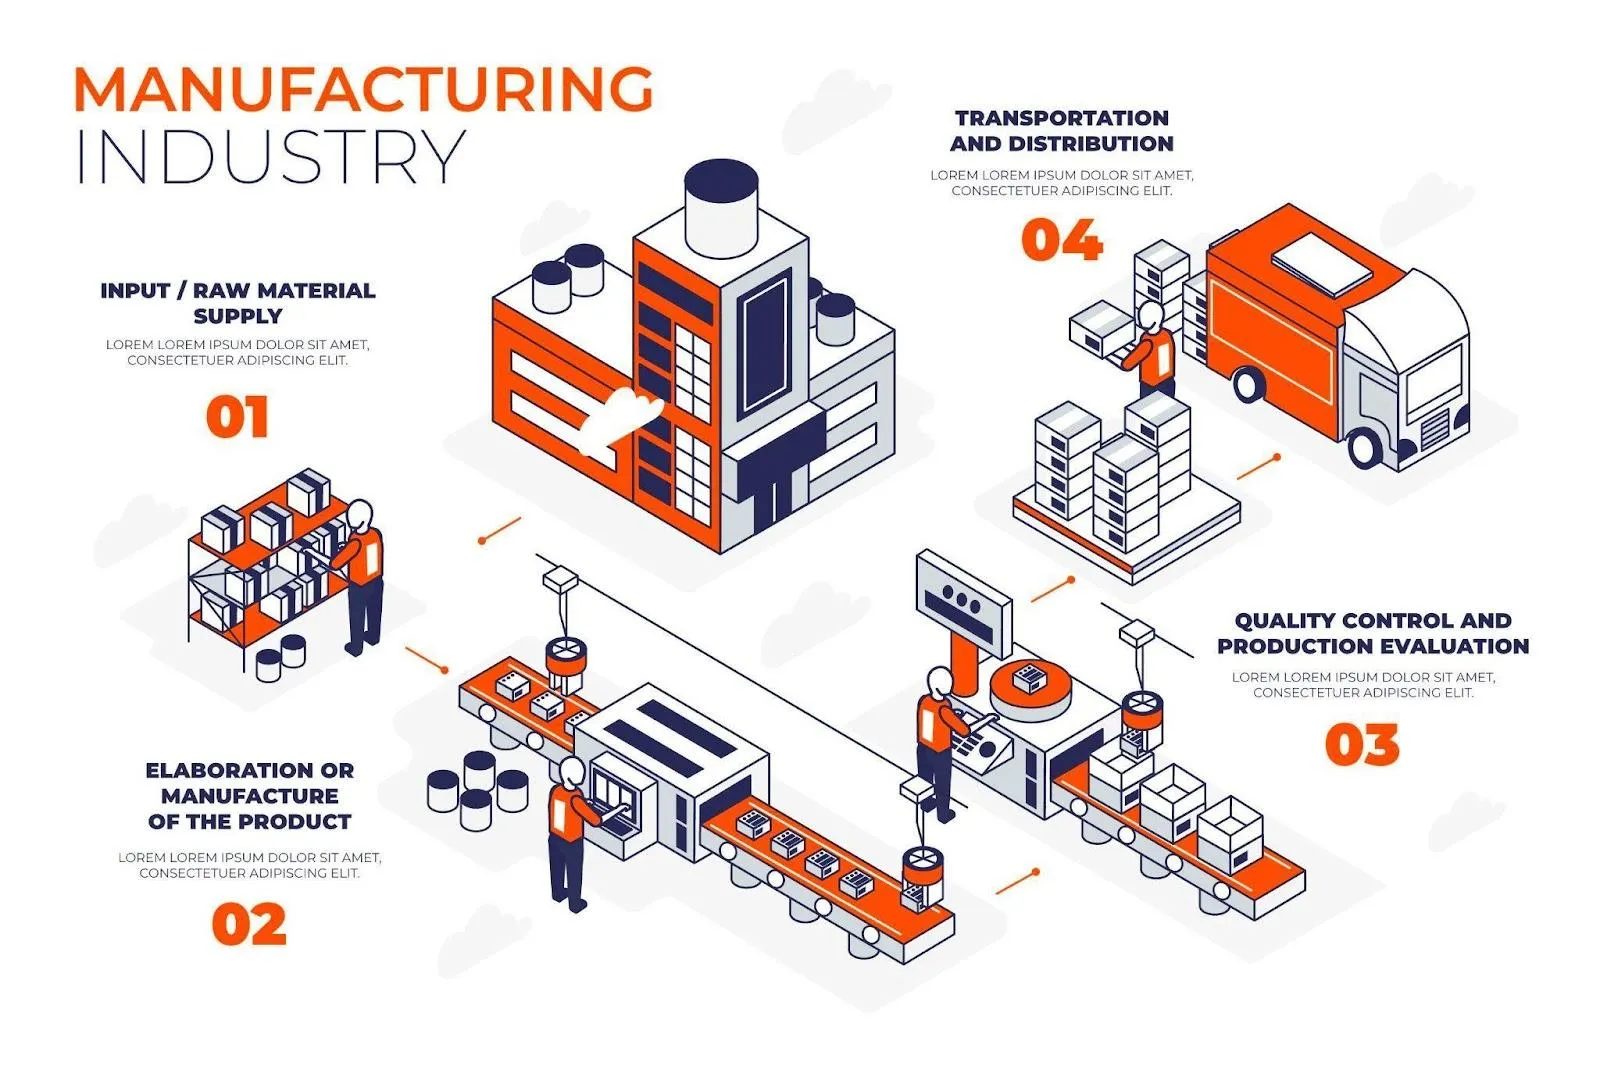 MANUFACTURING
INDUSTRY
INPUT / RAW MATERIAL
SUPPLY
LOREM LOREM IPSUM DOLOR SIT AMET,
CONSECTETUER ADIPISCING ELIT.
01
ELABORATION OR
MANUFACTURE
OF THE PRODUCT
LOREM LOREM IPSUM DOLOR SIT AMET,
CONSECTETUER ADIPISCING ELIT.
02
QUALITY CONTROL AND
PRODUCTION EVALUATION
LOREM LOREM IPSUM DOLOR SIT AMET,
CONSECTETUER ADIPISCING ELIT.
03
TRANSPORTATION
AND DISTRIBUTION
LOREM LOREM IPSUM DOLOR SIT AMET,
CONSECTETUER ADIPISCING ELIT.
04